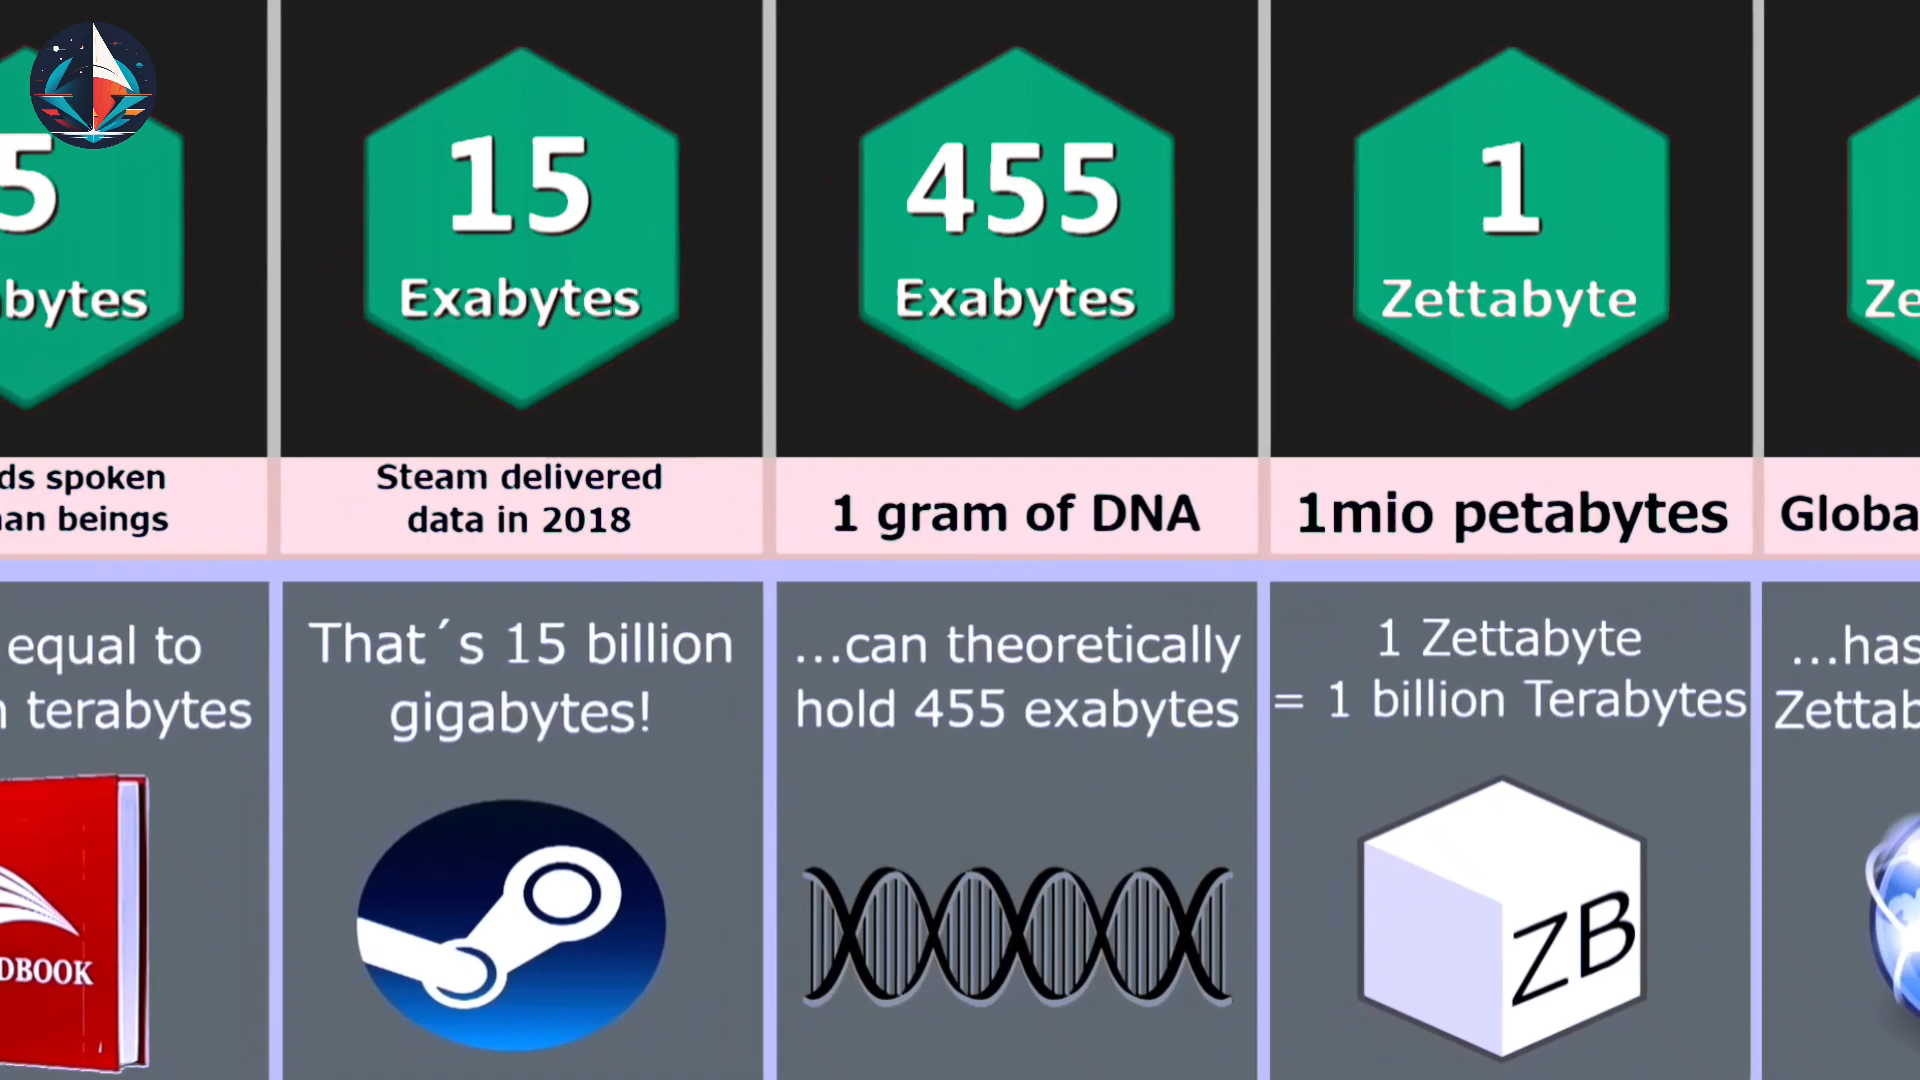 5
bytes
ds spoken
an beings
equal to
terabytes
DBOOK
15
Exabytes
Steam delivered
data in 2018
That´s 15 billion
gigabytes!
455
Exabytes
1 gram of DNA
...can theoretically
hold 455 exabytes
1
Zettabyte
1mio petabytes
1 Zettabyte
= 1 billion Terabytes
ZB
Ze
Globa
...has
Zettab